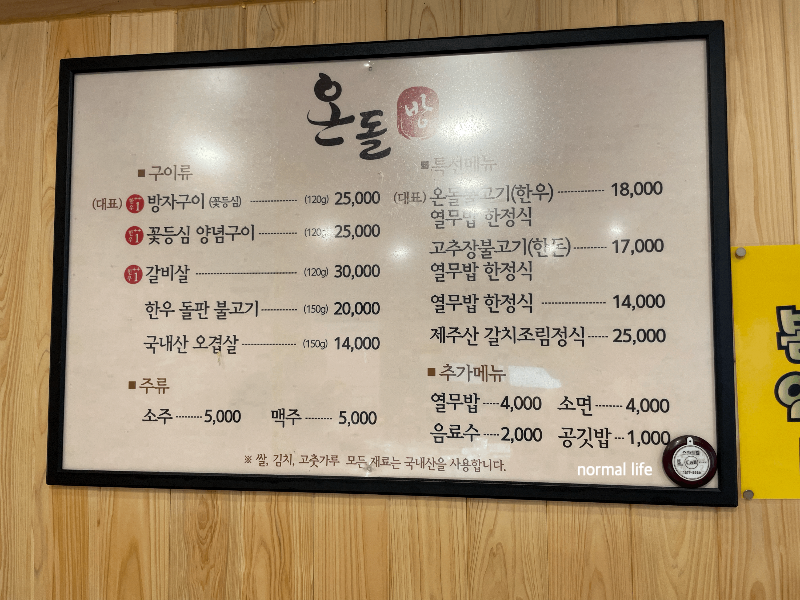 온돌방
■ 구이류
(대표) 방자구이 (꽃등심) (120g) 25,000
꽃등심 양념구이 (120g) 25,000
갈비살 (120g) 30,000
한우 돌판 불고기 (150g) 20,000
국내산 오겹살 (150g) 14,000
■ 주류
소주 5,000 맥주 5,000
■ 특선메뉴
(대표) 온돌불고기(한우) 18,000
열무밥 한정식
고추장불고기(한돈) 17,000
열무밥 한정식
열무밥 한정식 14,000
제주산 갈치조림정식 25,000
■ 추가메뉴
열무밥 4,000 소면 4,000
음료수 2,000 공깃밥 1,000
※ 쌀, 김치, 고춧가루 모든 재료는 국내산을 사용합니다.
normal life